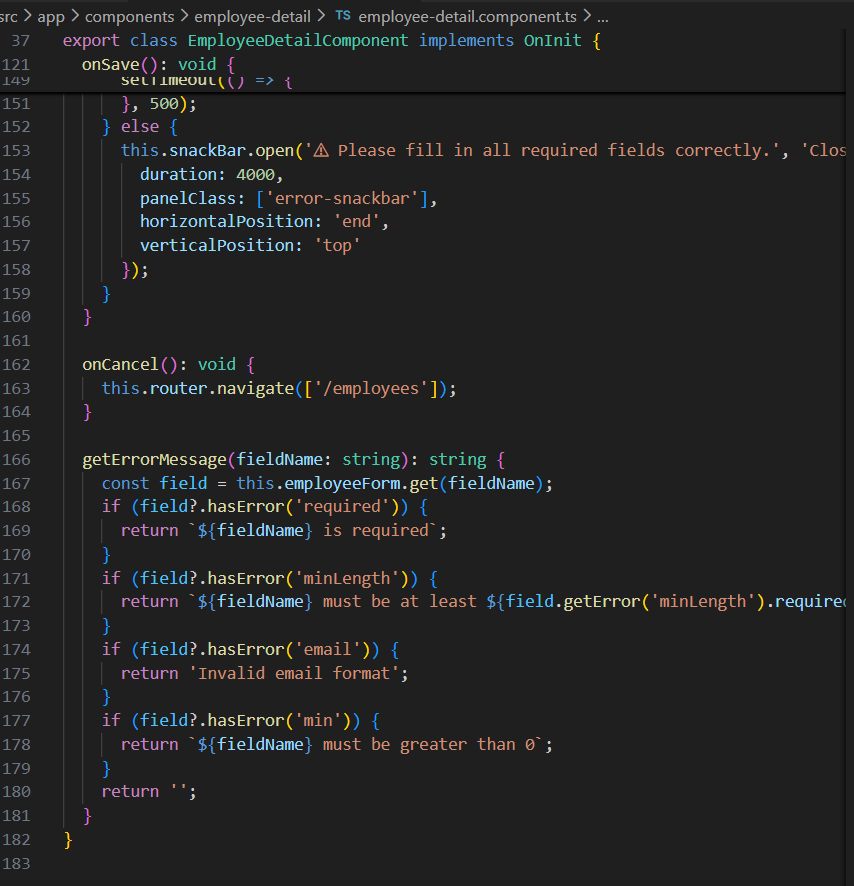 src > app > components > employee-detail > TS employee-detail.component.ts > ...
37 export class EmployeeDetailComponent implements OnInit {
121 onSave(): void {
149 setTimeout(() => {
151 }, 500);
152 } else {
153 this.snackBar.open('⚠ Please fill in all required fields correctly.', 'Clos
154 duration: 4000,
155 panelClass: ['error-snackbar'],
156 horizontalPosition: 'end',
157 verticalPosition: 'top'
158 });
159 }
160 }
161
162 onCancel(): void {
163 this.router.navigate(['/employees']);
164 }
165
166 getErrorMessage(fieldName: string): string {
167 const field = this.employeeForm.get(fieldName);
168 if (field?.hasError('required')) {
169 return `${fieldName} is required`;
170 }
171 if (field?.hasError('minLength')) {
172 return `${fieldName} must be at least ${field.getError('minLength').required
173 }
174 if (field?.hasError('email')) {
175 return 'Invalid email format';
176 }
177 if (field?.hasError('min')) {
178 return `${fieldName} must be greater than 0`;
179 }
180 return '';
181 }
182 }
183